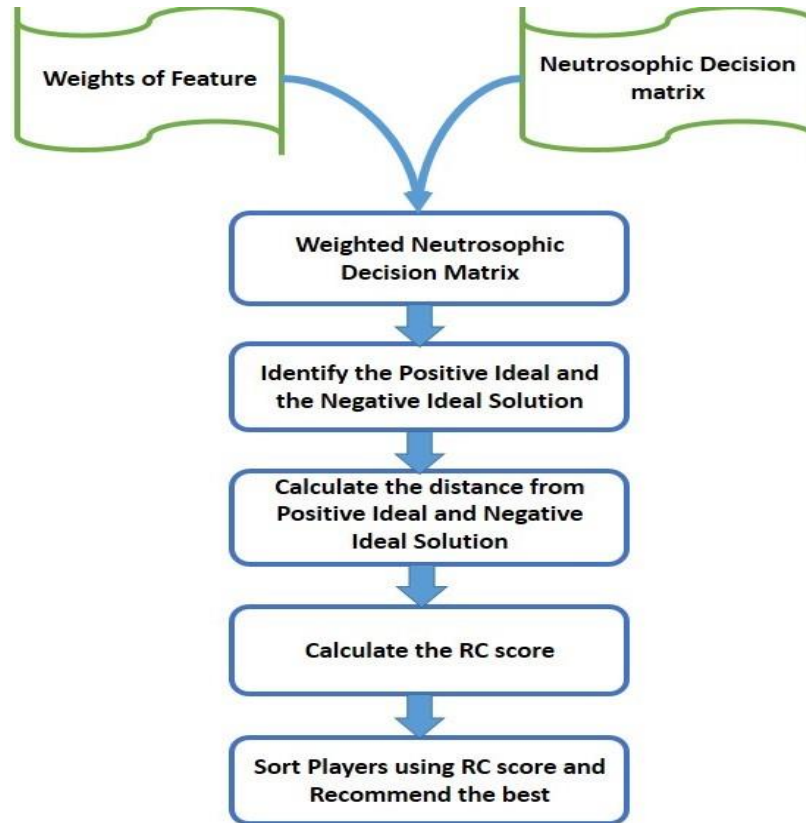 Weights of Feature
Neutrosophic Decision
matrix
Weighted Neutrosophic
Decision Matrix
Identify the Positive Ideal and
the Negative Ideal Solution
Calculate the distance from
Positive Ideal and Negative
Ideal Solution
Calculate the RC score
Sort Players using RC score and
Recommend the best